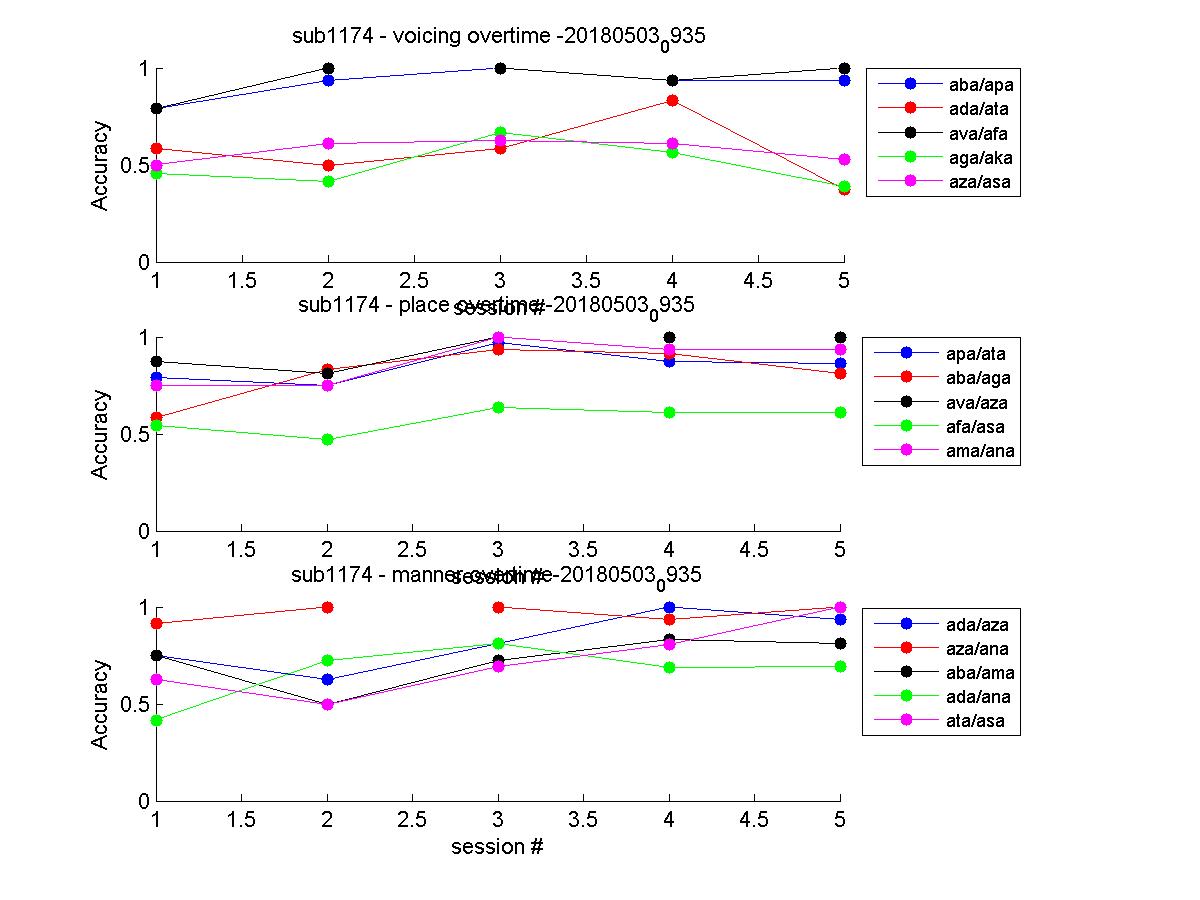 sub1174 - voicing overtime -20180503₀935
1
0.5
0
Accuracy
1 1.5 2 2.5 3 3.5 4 4.5 5
session #
aba/apa
ada/ata
ava/afa
aga/aka
aza/asa
sub1174 - place overtime -20180503₀935
1
0.5
0
Accuracy
1 1.5 2 2.5 3 3.5 4 4.5 5
session #
apa/ata
aba/aga
ava/aza
afa/asa
ama/ana
sub1174 - manner overtime -20180503₀935
1
0.5
0
Accuracy
1 1.5 2 2.5 3 3.5 4 4.5 5
session #
ada/aza
aza/ana
aba/ama
ada/ana
ata/asa